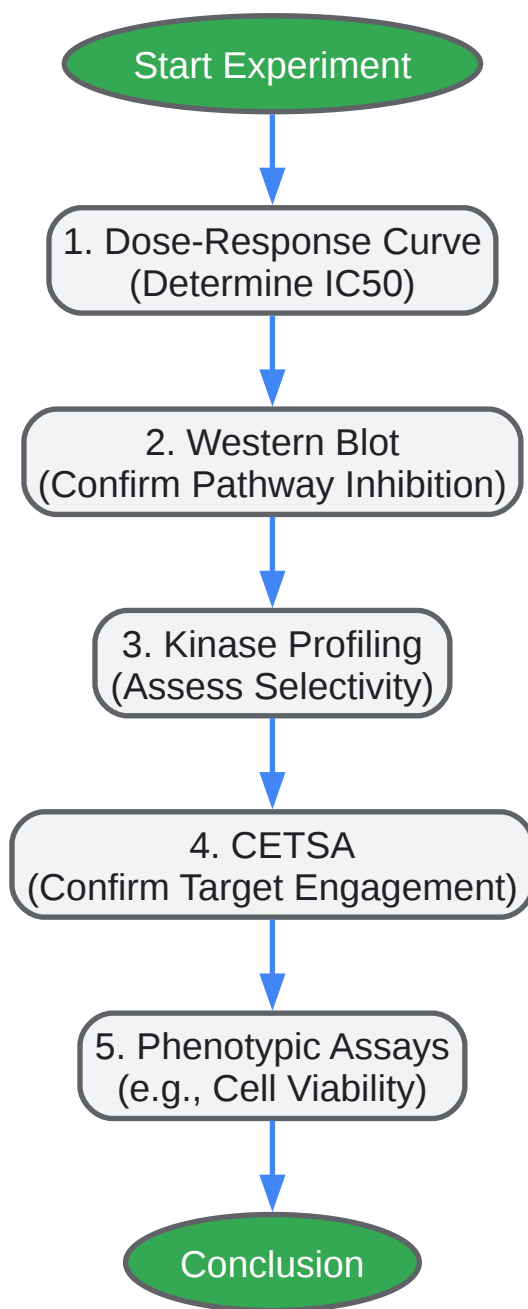 Start Experiment
1. Dose-Response Curve
(Determine IC50)
2. Western Blot
(Confirm Pathway Inhibition)
3. Kinase Profiling
(Assess Selectivity)
4. CETSA
(Confirm Target Engagement)
5. Phenotypic Assays
(e.g., Cell Viability)
Conclusion